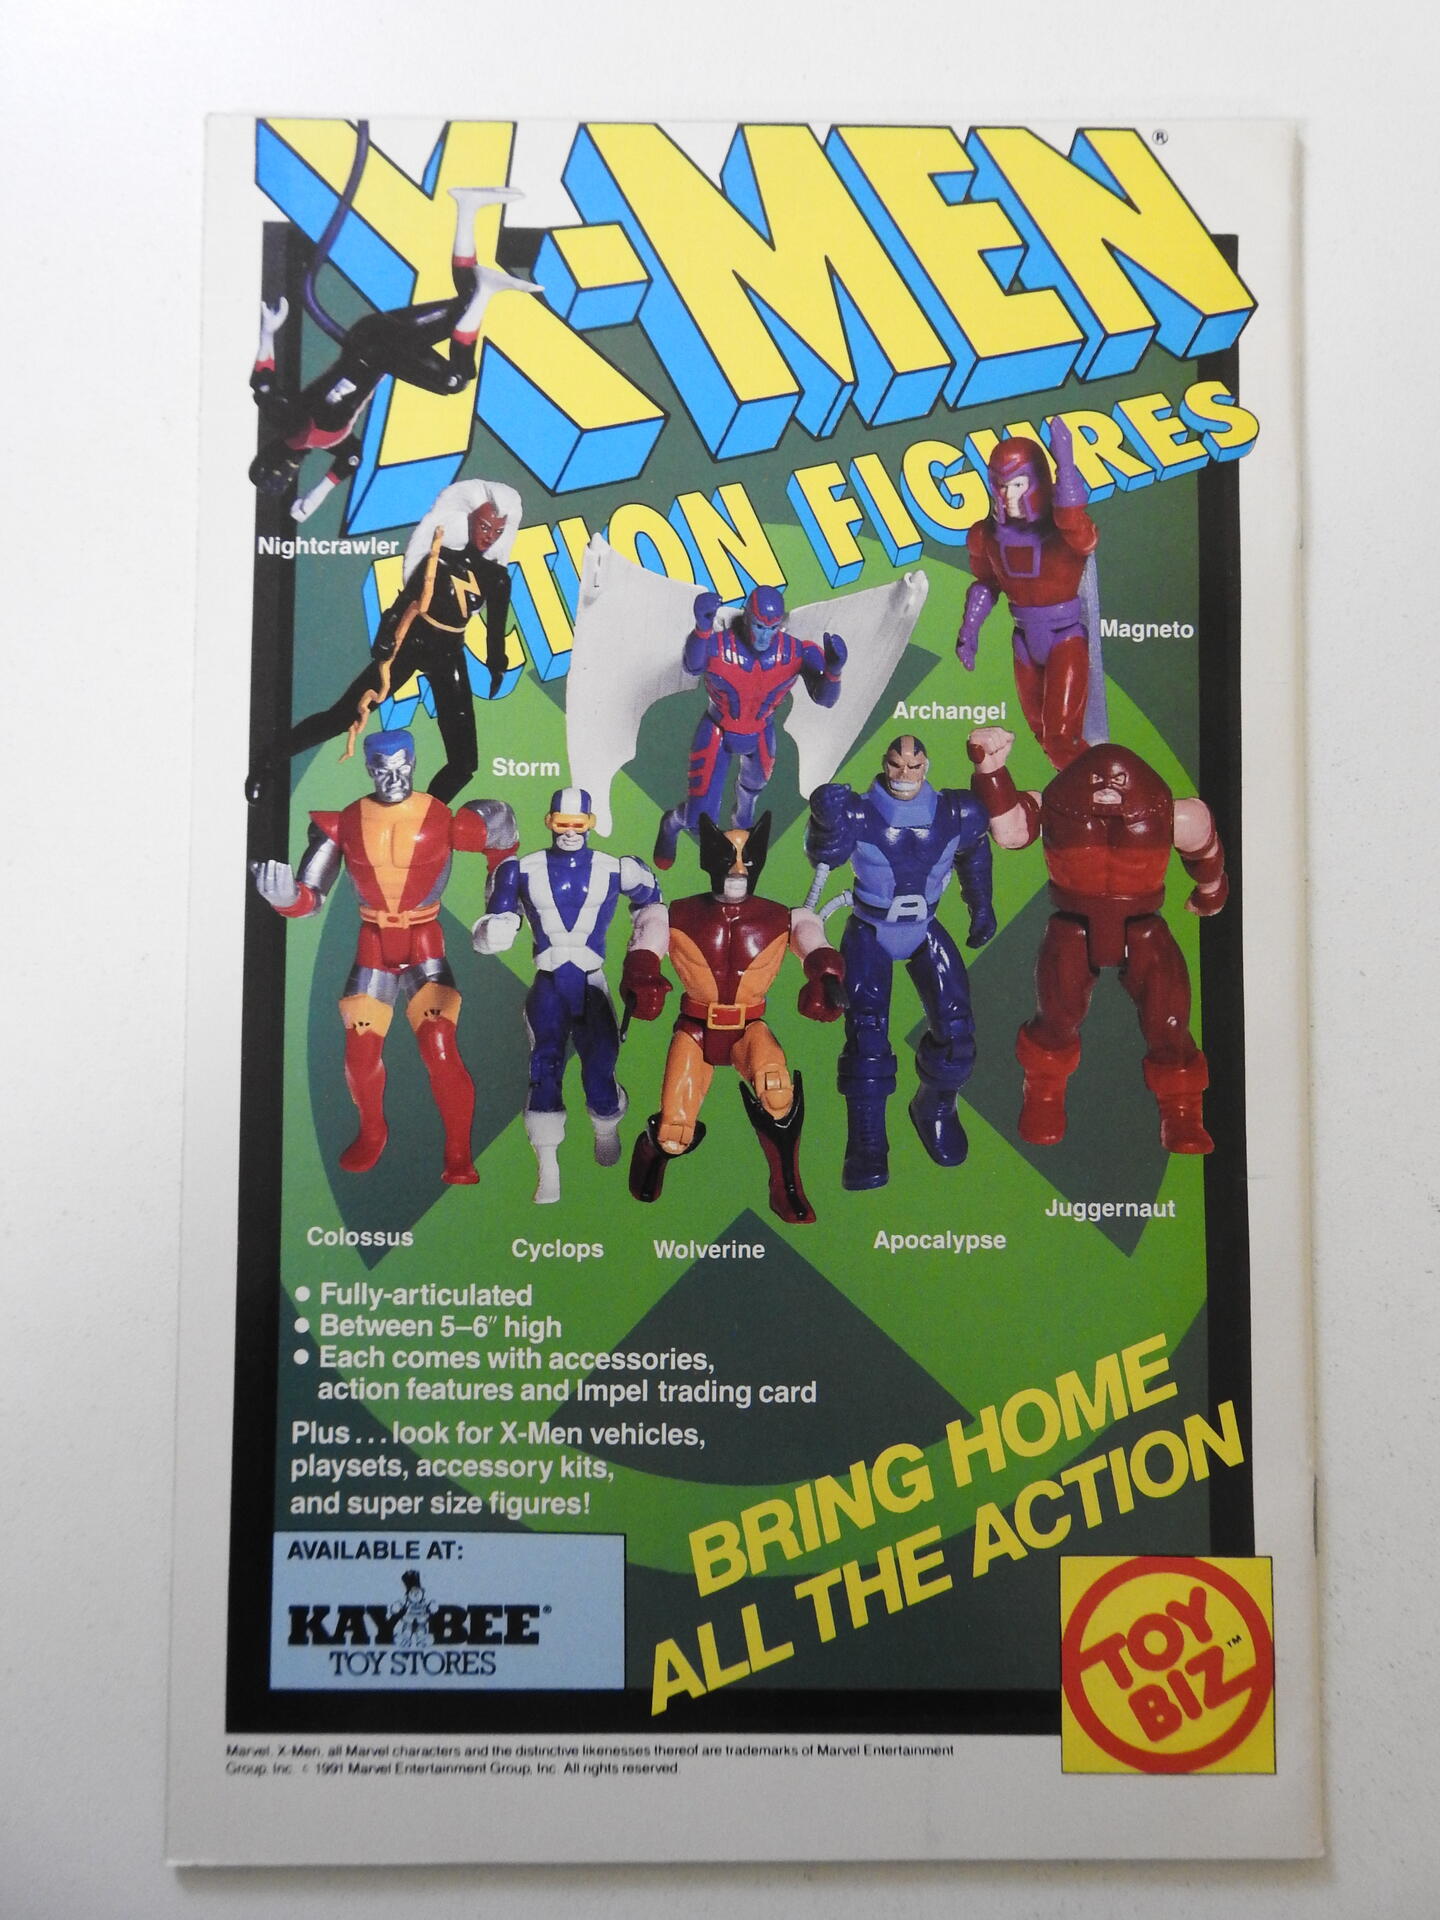 X-MEN®
ACTION FIGURES
Nightcrawler
Magneto
Archangel
Storm
Juggernaut
Colossus
Cyclops
Wolverine
Apocalypse
● Fully-articulated
● Between 5–6″ high
● Each comes with accessories,
action features and Impel trading card
Plus...look for X-Men vehicles,
playsets, accessory kits,
and super size figures!
BRING HOME
ALL THE ACTION
AVAILABLE AT:
KAY BEE®
TOY STORES
TOY
BIZ™
Marvel, X-Men, all Marvel characters and the distinctive likenesses thereof are trademarks of Marvel Entertainment
Group, Inc. © 1991 Marvel Entertainment Group, Inc. All rights reserved.